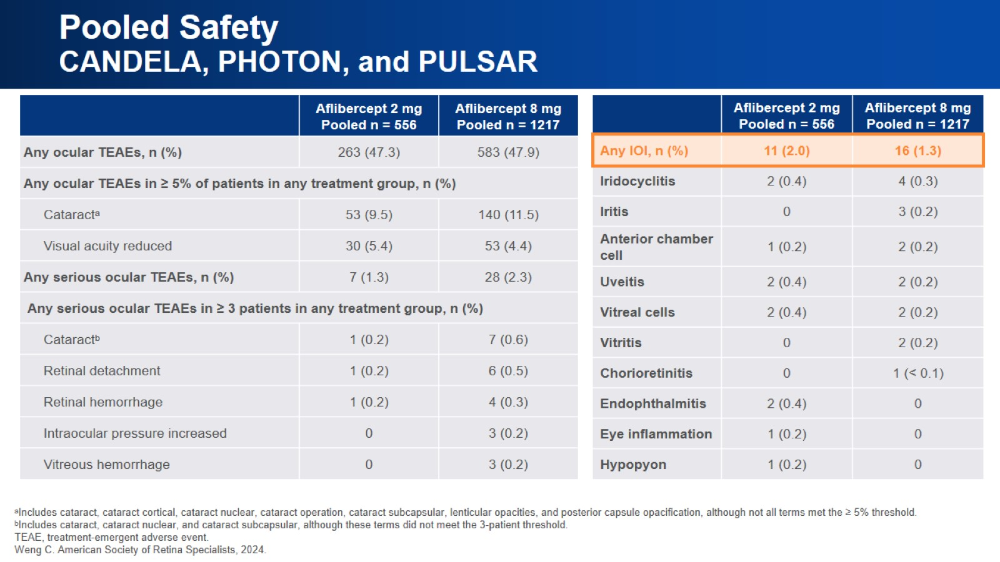 Pooled Safety
CANDELA, PHOTON, and PULSAR
Aflibercept 2 mg Pooled n = 556 Aflibercept 8 mg Pooled n = 1217
Any ocular TEAEs, n (%) 263 (47.3) 583 (47.9)
Any ocular TEAEs in ≥ 5% of patients in any treatment group, n (%)
Cataractᵃ 53 (9.5) 140 (11.5)
Visual acuity reduced 30 (5.4) 53 (4.4)
Any serious ocular TEAEs, n (%) 7 (1.3) 28 (2.3)
Any serious ocular TEAEs in ≥ 3 patients in any treatment group, n (%)
Cataractᵇ 1 (0.2) 7 (0.6)
Retinal detachment 1 (0.2) 6 (0.5)
Retinal hemorrhage 1 (0.2) 4 (0.3)
Intraocular pressure increased 0 3 (0.2)
Vitreous hemorrhage 0 3 (0.2)
Aflibercept 2 mg Pooled n = 556 Aflibercept 8 mg Pooled n = 1217
Any IOI, n (%) 11 (2.0) 16 (1.3)
Iridocyclitis 2 (0.4) 4 (0.3)
Iritis 0 3 (0.2)
Anterior chamber cell 1 (0.2) 2 (0.2)
Uveitis 2 (0.4) 2 (0.2)
Vitreal cells 2 (0.4) 2 (0.2)
Vitritis 0 2 (0.2)
Chorioretinitis 0 1 (< 0.1)
Endophthalmitis 2 (0.4) 0
Eye inflammation 1 (0.2) 0
Hypopyon 1 (0.2) 0
ᵃIncludes cataract, cataract cortical, cataract nuclear, cataract operation, cataract subcapsular, lenticular opacities, and posterior capsule opacification, although not all terms met the ≥ 5% threshold.
ᵇIncludes cataract, cataract nuclear, and cataract subcapsular, although these terms did not meet the 3-patient threshold.
TEAE, treatment-emergent adverse event.
Weng C. American Society of Retina Specialists, 2024.